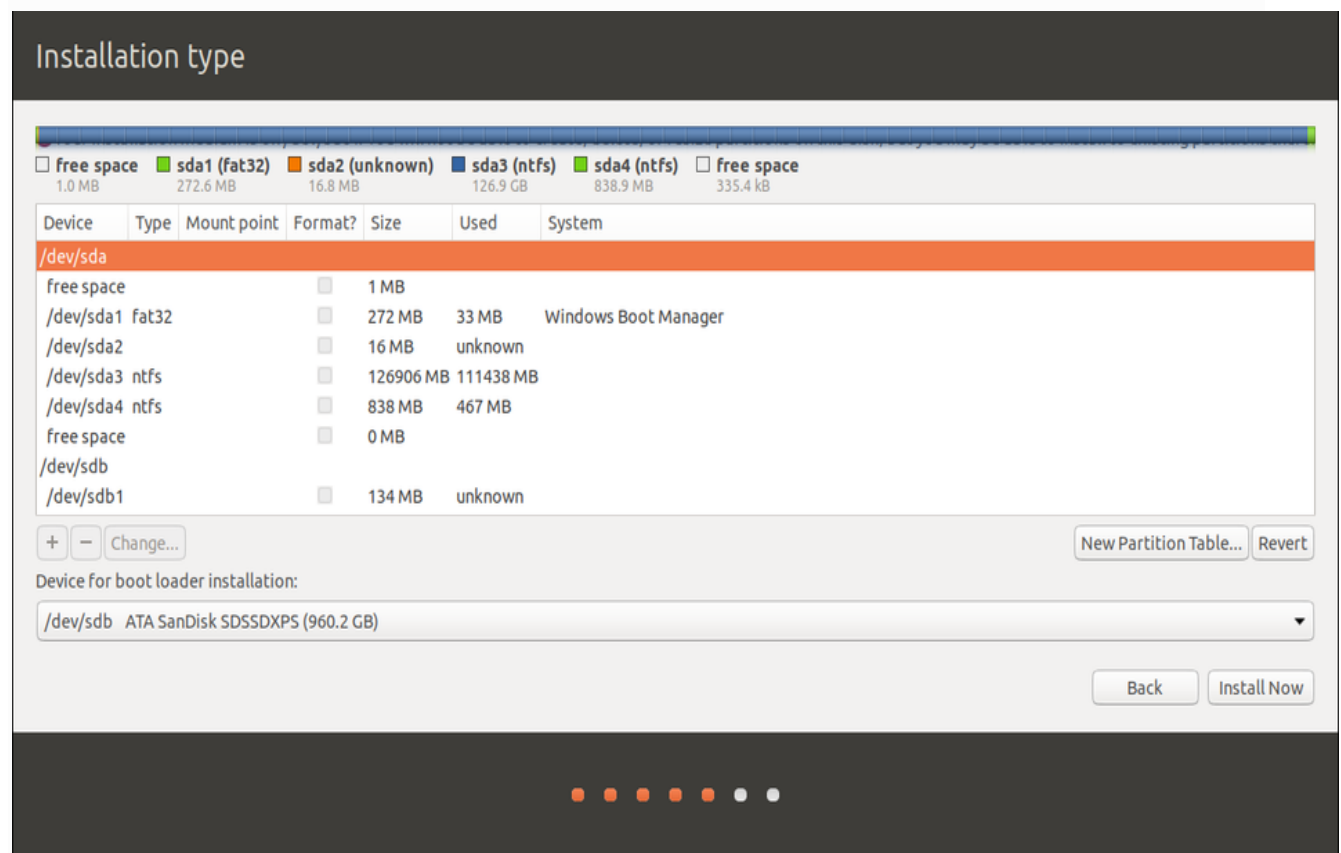 Installation type
free space sda1 (fat32) sda2 (unknown) sda3 (ntfs) sda4 (ntfs) free space
1.0 MB 272.6 MB 16.8 MB 126.9 GB 838.9 MB 335.4 kB
Device Type Mount point Format? Size Used System
/dev/sda
free space 1 MB
/dev/sda1 fat32 272 MB 33 MB Windows Boot Manager
/dev/sda2 16 MB unknown
/dev/sda3 ntfs 126906 MB 111438 MB
/dev/sda4 ntfs 838 MB 467 MB
free space 0 MB
/dev/sdb
/dev/sdb1 134 MB unknown
+ − Change... New Partition Table... Revert
Device for boot loader installation:
/dev/sdb ATA SanDisk SDSSDXPS (960.2 GB)
Back Install Now